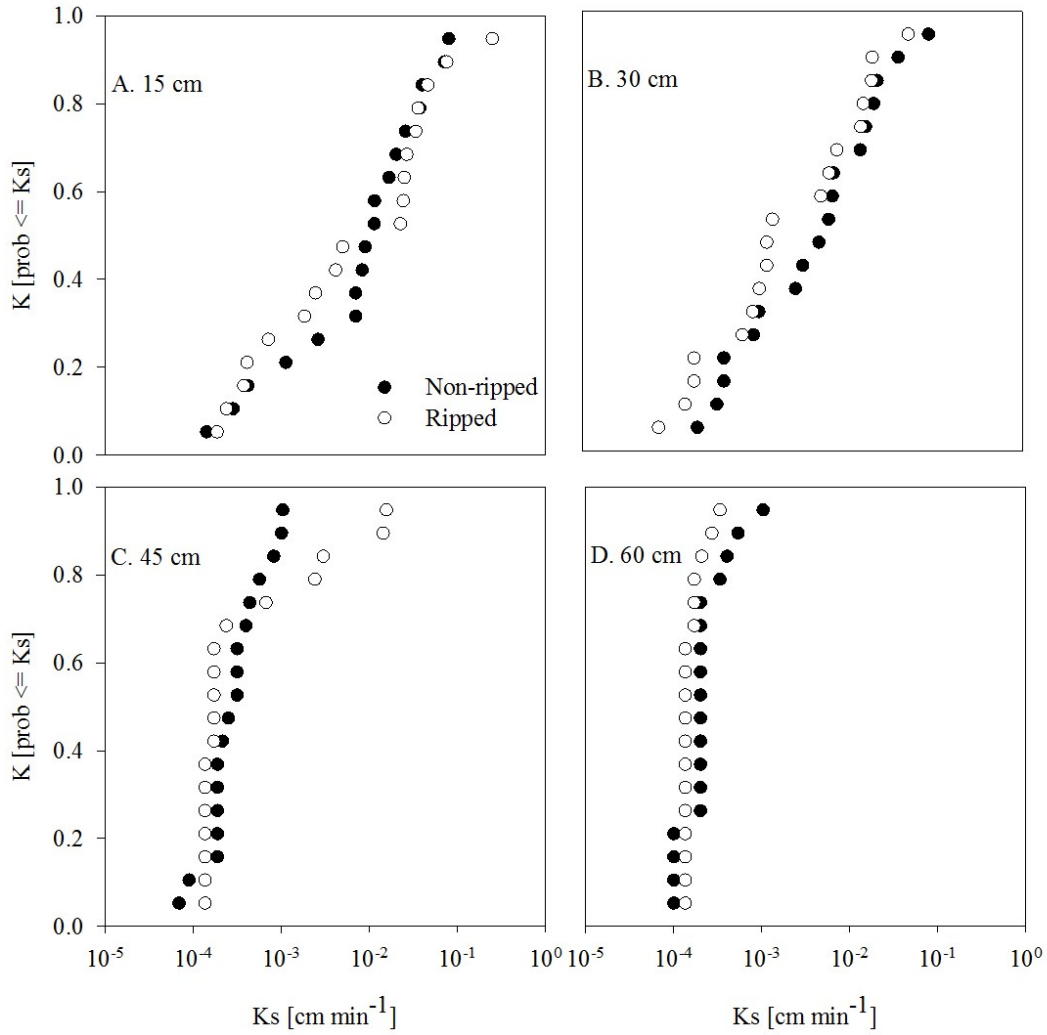 1.0
A. 15 cm
B. 30 cm
0.8
0.6
K [prob <= Ks]
0.4
0.2
Non-ripped
Ripped
0.0
1.0
C. 45 cm
D. 60 cm
0.8
0.6
K [prob <= Ks]
0.4
0.2
0.0
10-5 10-4 10-3 10-2 10-1 100 10-5 10-4 10-3 10-2 10-1 100
Ks [cm min-1] Ks [cm min-1]